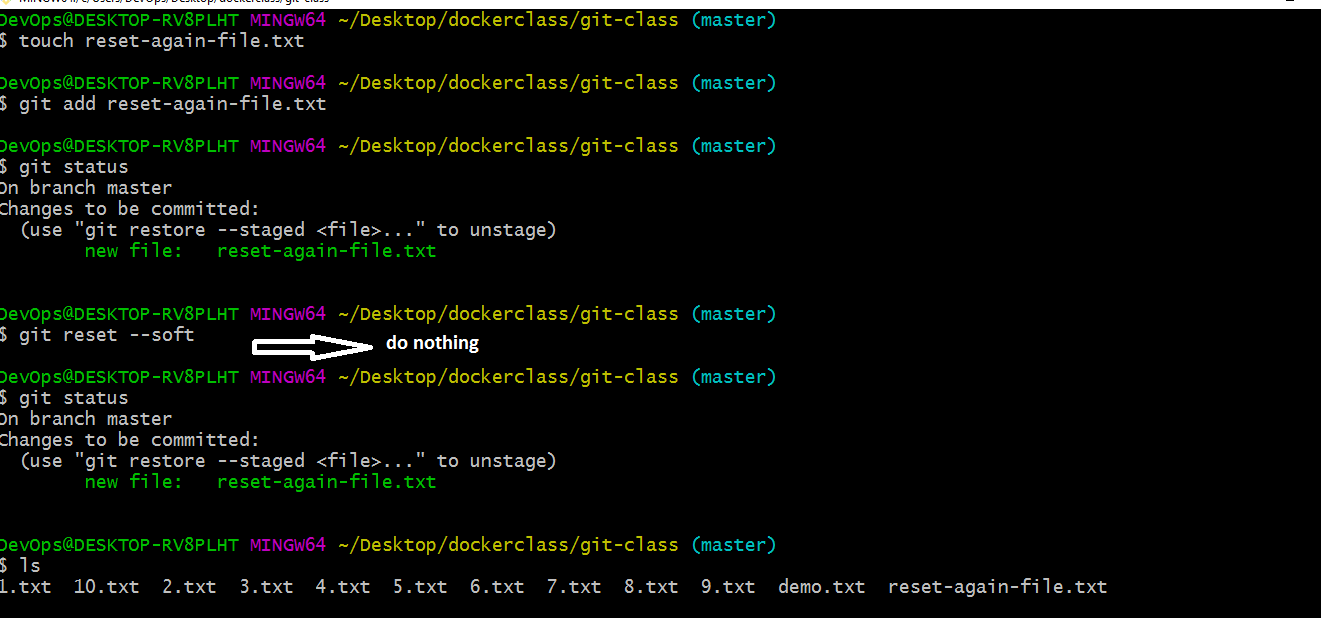 DevOps@DESKTOP-RV8PLHT MINGW64 ~/Desktop/dockerclass/git-class (master)
$ touch reset-again-file.txt
DevOps@DESKTOP-RV8PLHT MINGW64 ~/Desktop/dockerclass/git-class (master)
$ git add reset-again-file.txt
DevOps@DESKTOP-RV8PLHT MINGW64 ~/Desktop/dockerclass/git-class (master)
$ git status
On branch master
Changes to be committed:
  (use "git restore --staged <file>..." to unstage)
        new file:   reset-again-file.txt
DevOps@DESKTOP-RV8PLHT MINGW64 ~/Desktop/dockerclass/git-class (master)
$ git reset --soft
do nothing
DevOps@DESKTOP-RV8PLHT MINGW64 ~/Desktop/dockerclass/git-class (master)
$ git status
On branch master
Changes to be committed:
  (use "git restore --staged <file>..." to unstage)
        new file:   reset-again-file.txt
DevOps@DESKTOP-RV8PLHT MINGW64 ~/Desktop/dockerclass/git-class (master)
$ ls
1.txt  10.txt  2.txt  3.txt  4.txt  5.txt  6.txt  7.txt  8.txt  9.txt  demo.txt  reset-again-file.txt